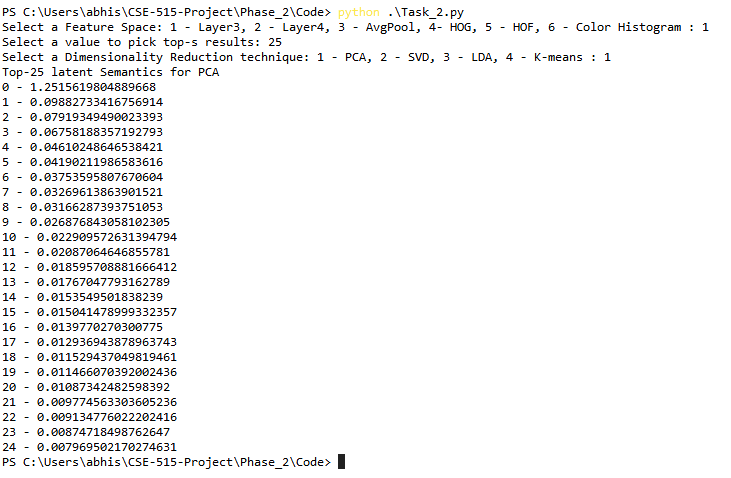 PS C:\Users\abhis\CSE-515-Project\Phase_2\Code> python .\Task_2.py
Select a Feature Space: 1 - Layer3, 2 - Layer4, 3 - AvgPool, 4- HOG, 5 - HOF, 6 - Color Histogram : 1
Select a value to pick top-s results: 25
Select a Dimensionality Reduction technique: 1 - PCA, 2 - SVD, 3 - LDA, 4 - K-means : 1
Top-25 latent Semantics for PCA
0 - 1.2515619804889668
1 - 0.09882733416756914
2 - 0.07919349490023393
3 - 0.06758188357192793
4 - 0.04610248646538421
5 - 0.04190211986583616
6 - 0.03753595807670604
7 - 0.03269613863901521
8 - 0.03166287393751053
9 - 0.026876843058102305
10 - 0.022909572631394794
11 - 0.02087064646855781
12 - 0.018595708881666412
13 - 0.01767047793162789
14 - 0.0153549501838239
15 - 0.015041478999332357
16 - 0.0139770270300775
17 - 0.012936943878963743
18 - 0.011529437049819461
19 - 0.011466070392002436
20 - 0.01087342482598392
21 - 0.009774563303605236
22 - 0.009134776022202416
23 - 0.00874718498762647
24 - 0.007969502170274631
PS C:\Users\abhis\CSE-515-Project\Phase_2\Code>